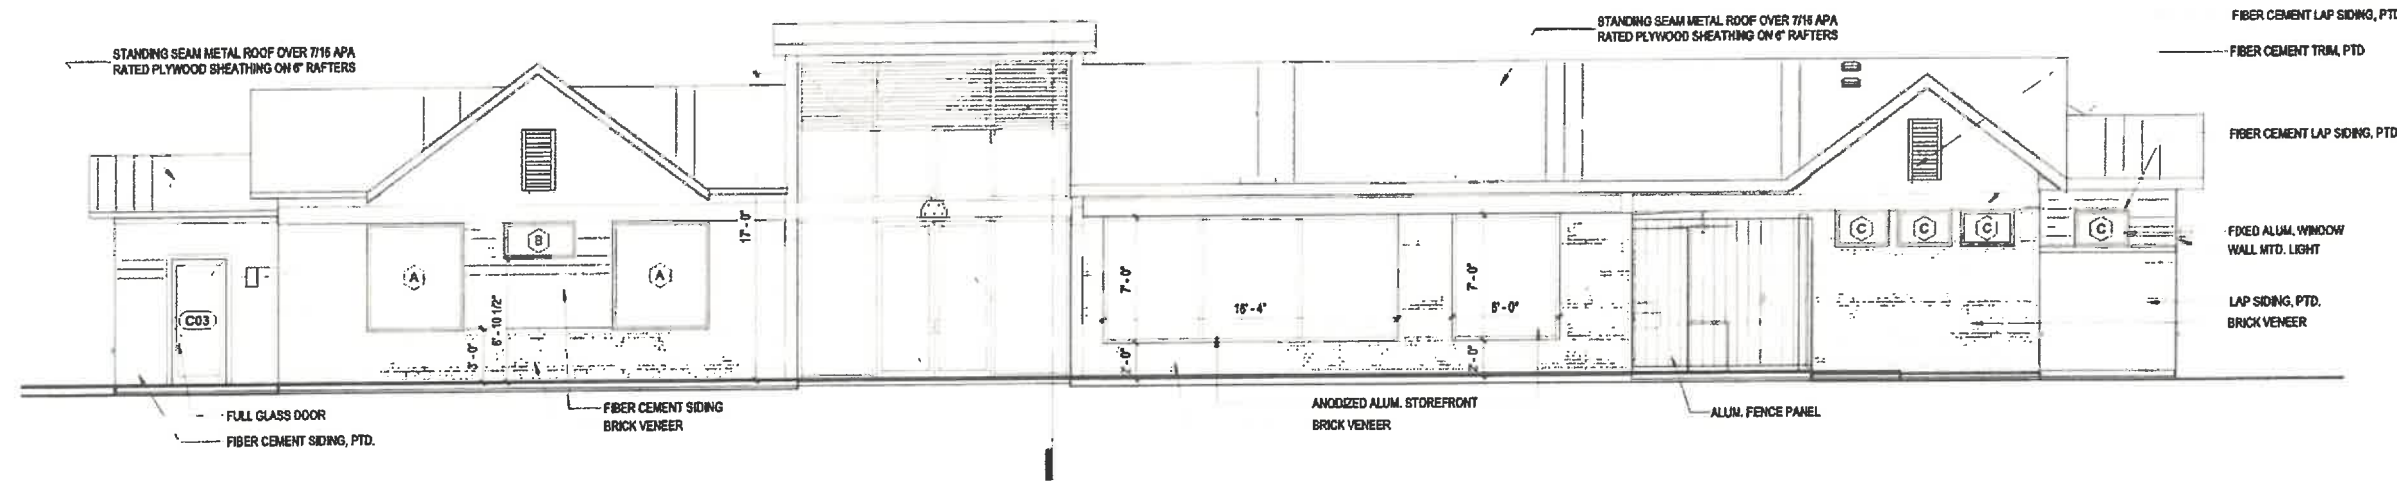 FIBER CEMENT LAP SIDING, PTD
STANDING SEAM METAL ROOF OVER 7/16 APA
RATED PLYWOOD SHEATHING ON 6" RAFTERS
STANDING SEAM METAL ROOF OVER 7/16 APA
RATED PLYWOOD SHEATHING ON 6" RAFTERS
FIBER CEMENT TRIM, PTD
FIBER CEMENT LAP SIDING, PTD
17'-0"
A
B
A
C
C
C
C
FIXED ALUM. WINDOW
WALL MTD. LIGHT
C03
3'-0"
6'-10 1/2"
7'-0"
16'-4"
2'-0"
7'-0"
2'-0"
LAP SIDING, PTD.
BRICK VENEER
FULL GLASS DOOR
FIBER CEMENT SIDING, PTD.
FIBER CEMENT SIDING
BRICK VENEER
ANODIZED ALUM. STOREFRONT
BRICK VENEER
ALUM. FENCE PANEL